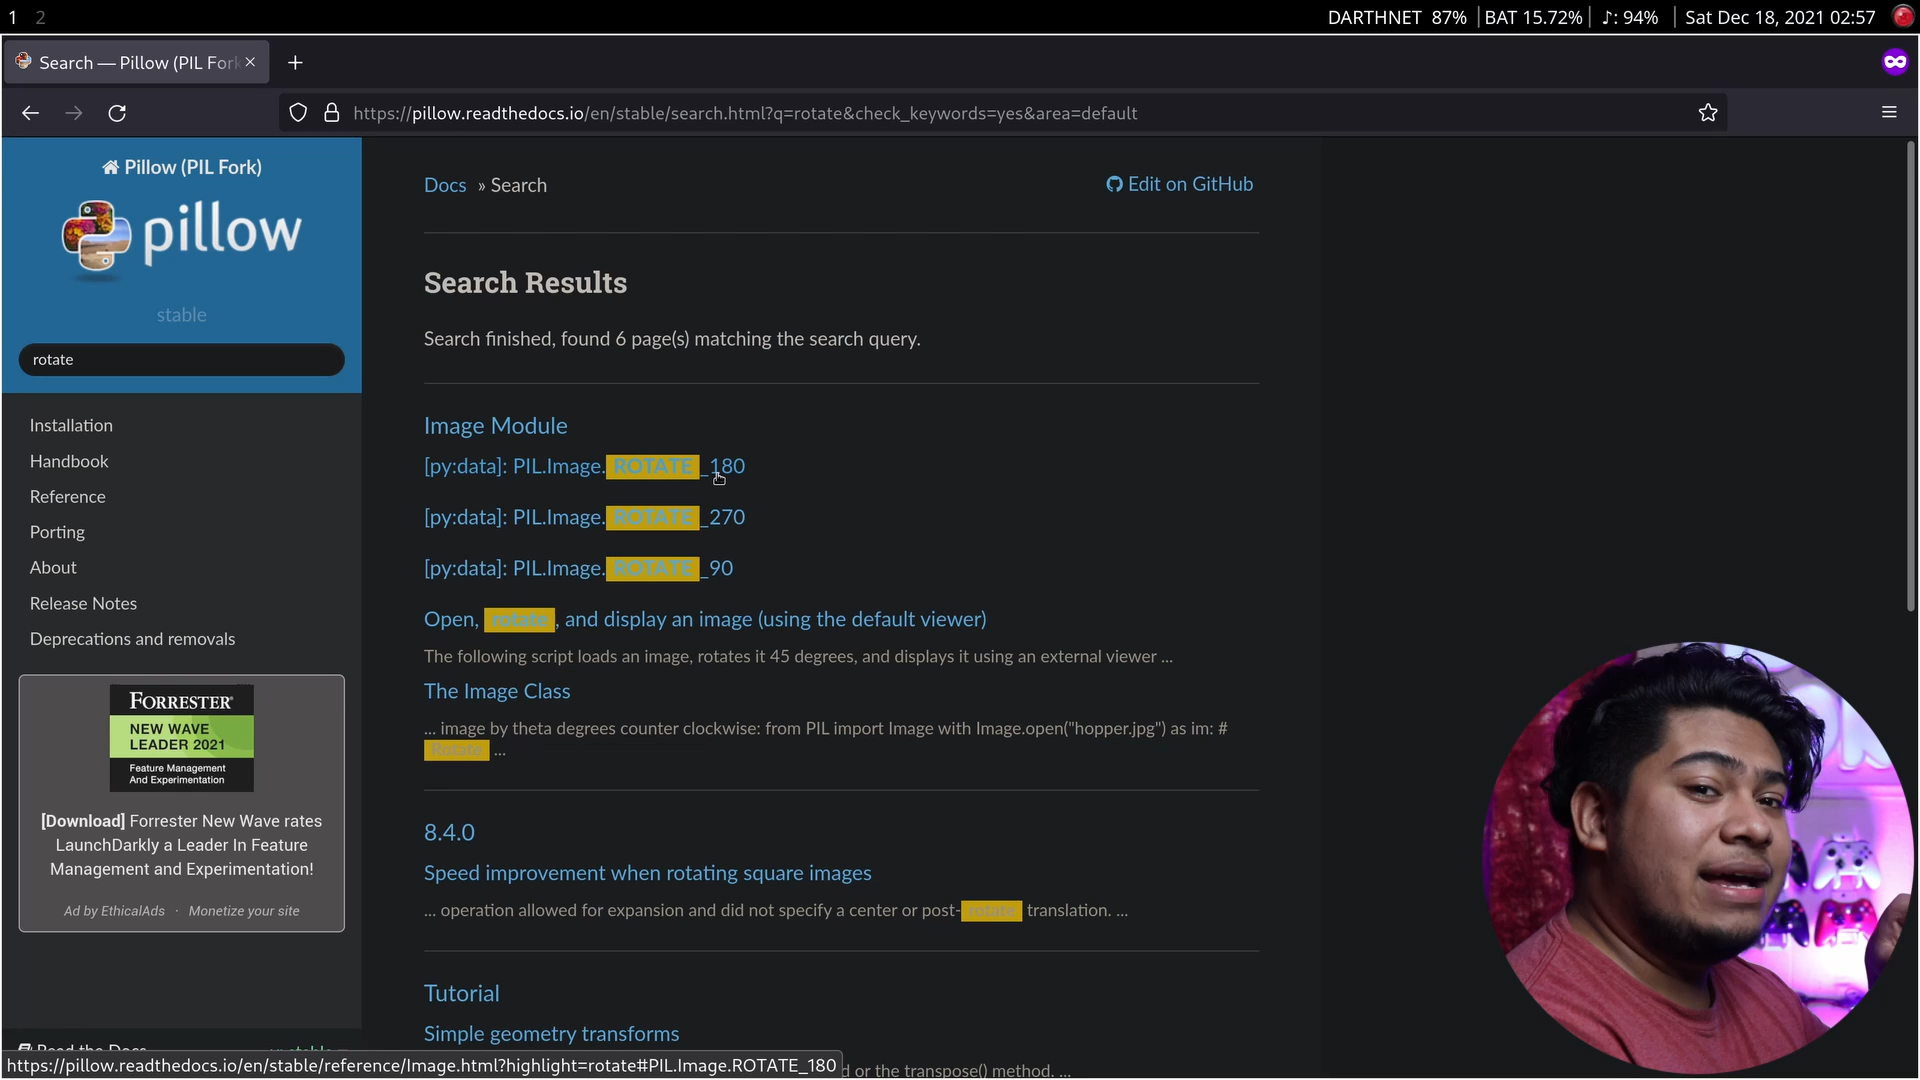 1 2
DARTHNET 87% | BAT 15.72% | ♪: 94% | Sat Dec 18, 2021 02:57
Search — Pillow (PIL Fork
https://pillow.readthedocs.io/en/stable/search.html?q=rotate&check_keywords=yes&area=default
Pillow (PIL Fork)
pillow
stable
rotate
Installation
Handbook
Reference
Porting
About
Release Notes
Deprecations and removals
FORRESTER
NEW WAVE
LEADER 2021
Feature Management
And Experimentation
[Download] Forrester New Wave rates
LaunchDarkly a Leader In Feature
Management and Experimentation!
Ad by EthicalAds · Monetize your site
Docs » Search
Edit on GitHub
Search Results
Search finished, found 6 page(s) matching the search query.
Image Module
[py:data]: PIL.Image.ROTATE_180
[py:data]: PIL.Image.ROTATE_270
[py:data]: PIL.Image.ROTATE_90
Open, rotate, and display an image (using the default viewer)
The following script loads an image, rotates it 45 degrees, and displays it using an external viewer ...
The Image Class
... image by theta degrees counter clockwise: from PIL import Image with Image.open("hopper.jpg") as im: #
Rotate ...
8.4.0
Speed improvement when rotating square images
... operation allowed for expansion and did not specify a center or post-rotate translation. ...
Tutorial
Simple geometry transforms
d or the transpose() method. ...
Read the Docs
https://pillow.readthedocs.io/en/stable/reference/Image.html?highlight=rotate#PIL.Image.ROTATE_180